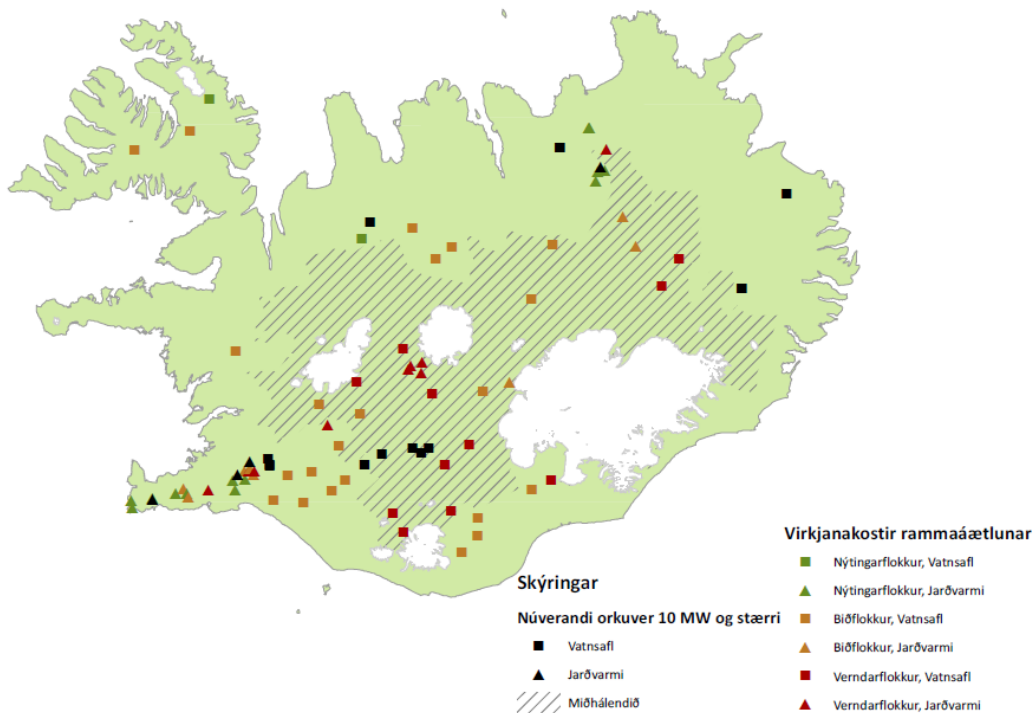 Skýringar
Núverandi orkuver 10 MW og stærri
Vatnsafl
Jarðvarmi
Miðhálendið
Virkjanakostir rammaáætlunar
Nýtingarflokkur, Vatnsafl
Nýtingarflokkur, Jarðvarmi
Biðflokkur, Vatnsafl
Biðflokkur, Jarðvarmi
Verndarflokkur, Vatnsafl
Verndarflokkur, Jarðvarmi